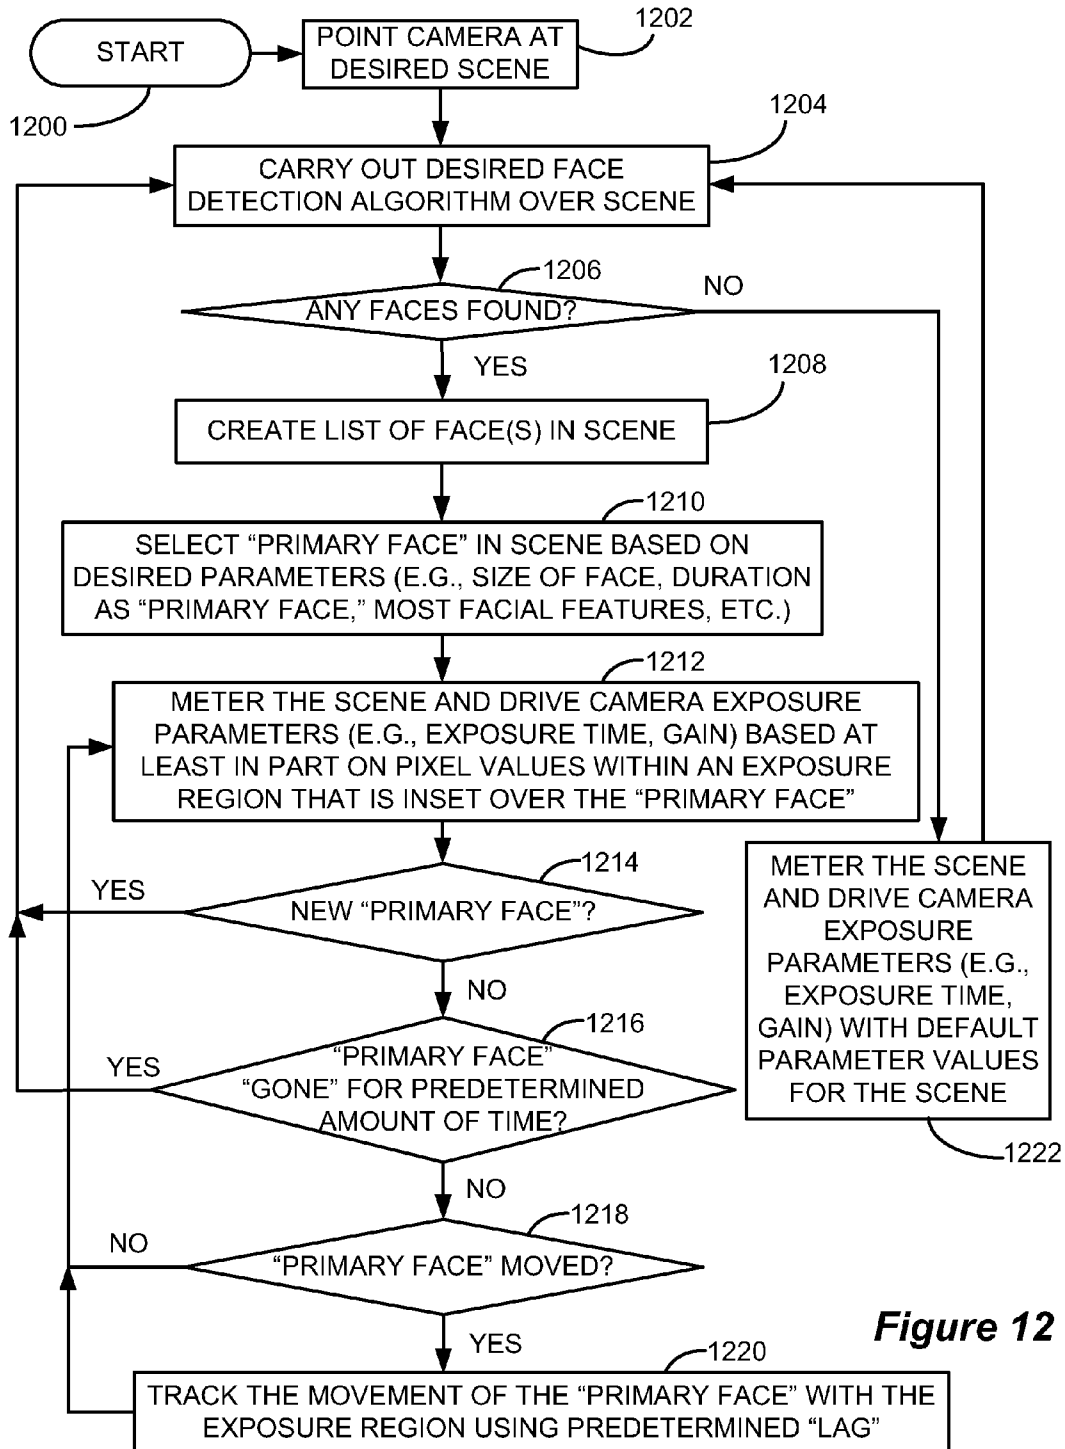 START
1200
POINT CAMERA AT
DESIRED SCENE
1202
1204
CARRY OUT DESIRED FACE
DETECTION ALGORITHM OVER SCENE
1206
ANY FACES FOUND?
NO
YES
1208
CREATE LIST OF FACE(S) IN SCENE
1210
SELECT “PRIMARY FACE” IN SCENE BASED ON
DESIRED PARAMETERS (E.G., SIZE OF FACE, DURATION
AS “PRIMARY FACE,” MOST FACIAL FEATURES, ETC.)
1212
METER THE SCENE AND DRIVE CAMERA EXPOSURE
PARAMETERS (E.G., EXPOSURE TIME, GAIN) BASED AT
LEAST IN PART ON PIXEL VALUES WITHIN AN EXPOSURE
REGION THAT IS INSET OVER THE “PRIMARY FACE”
1214
YES
NEW “PRIMARY FACE”?
NO
METER THE SCENE
AND DRIVE CAMERA
EXPOSURE
PARAMETERS (E.G.,
EXPOSURE TIME,
GAIN) WITH DEFAULT
PARAMETER VALUES
FOR THE SCENE
1222
1216
YES
“PRIMARY FACE”
“GONE” FOR PREDETERMINED
AMOUNT OF TIME?
NO
1218
NO
“PRIMARY FACE” MOVED?
YES
Figure 12
1220
TRACK THE MOVEMENT OF THE “PRIMARY FACE” WITH THE
EXPOSURE REGION USING PREDETERMINED “LAG”